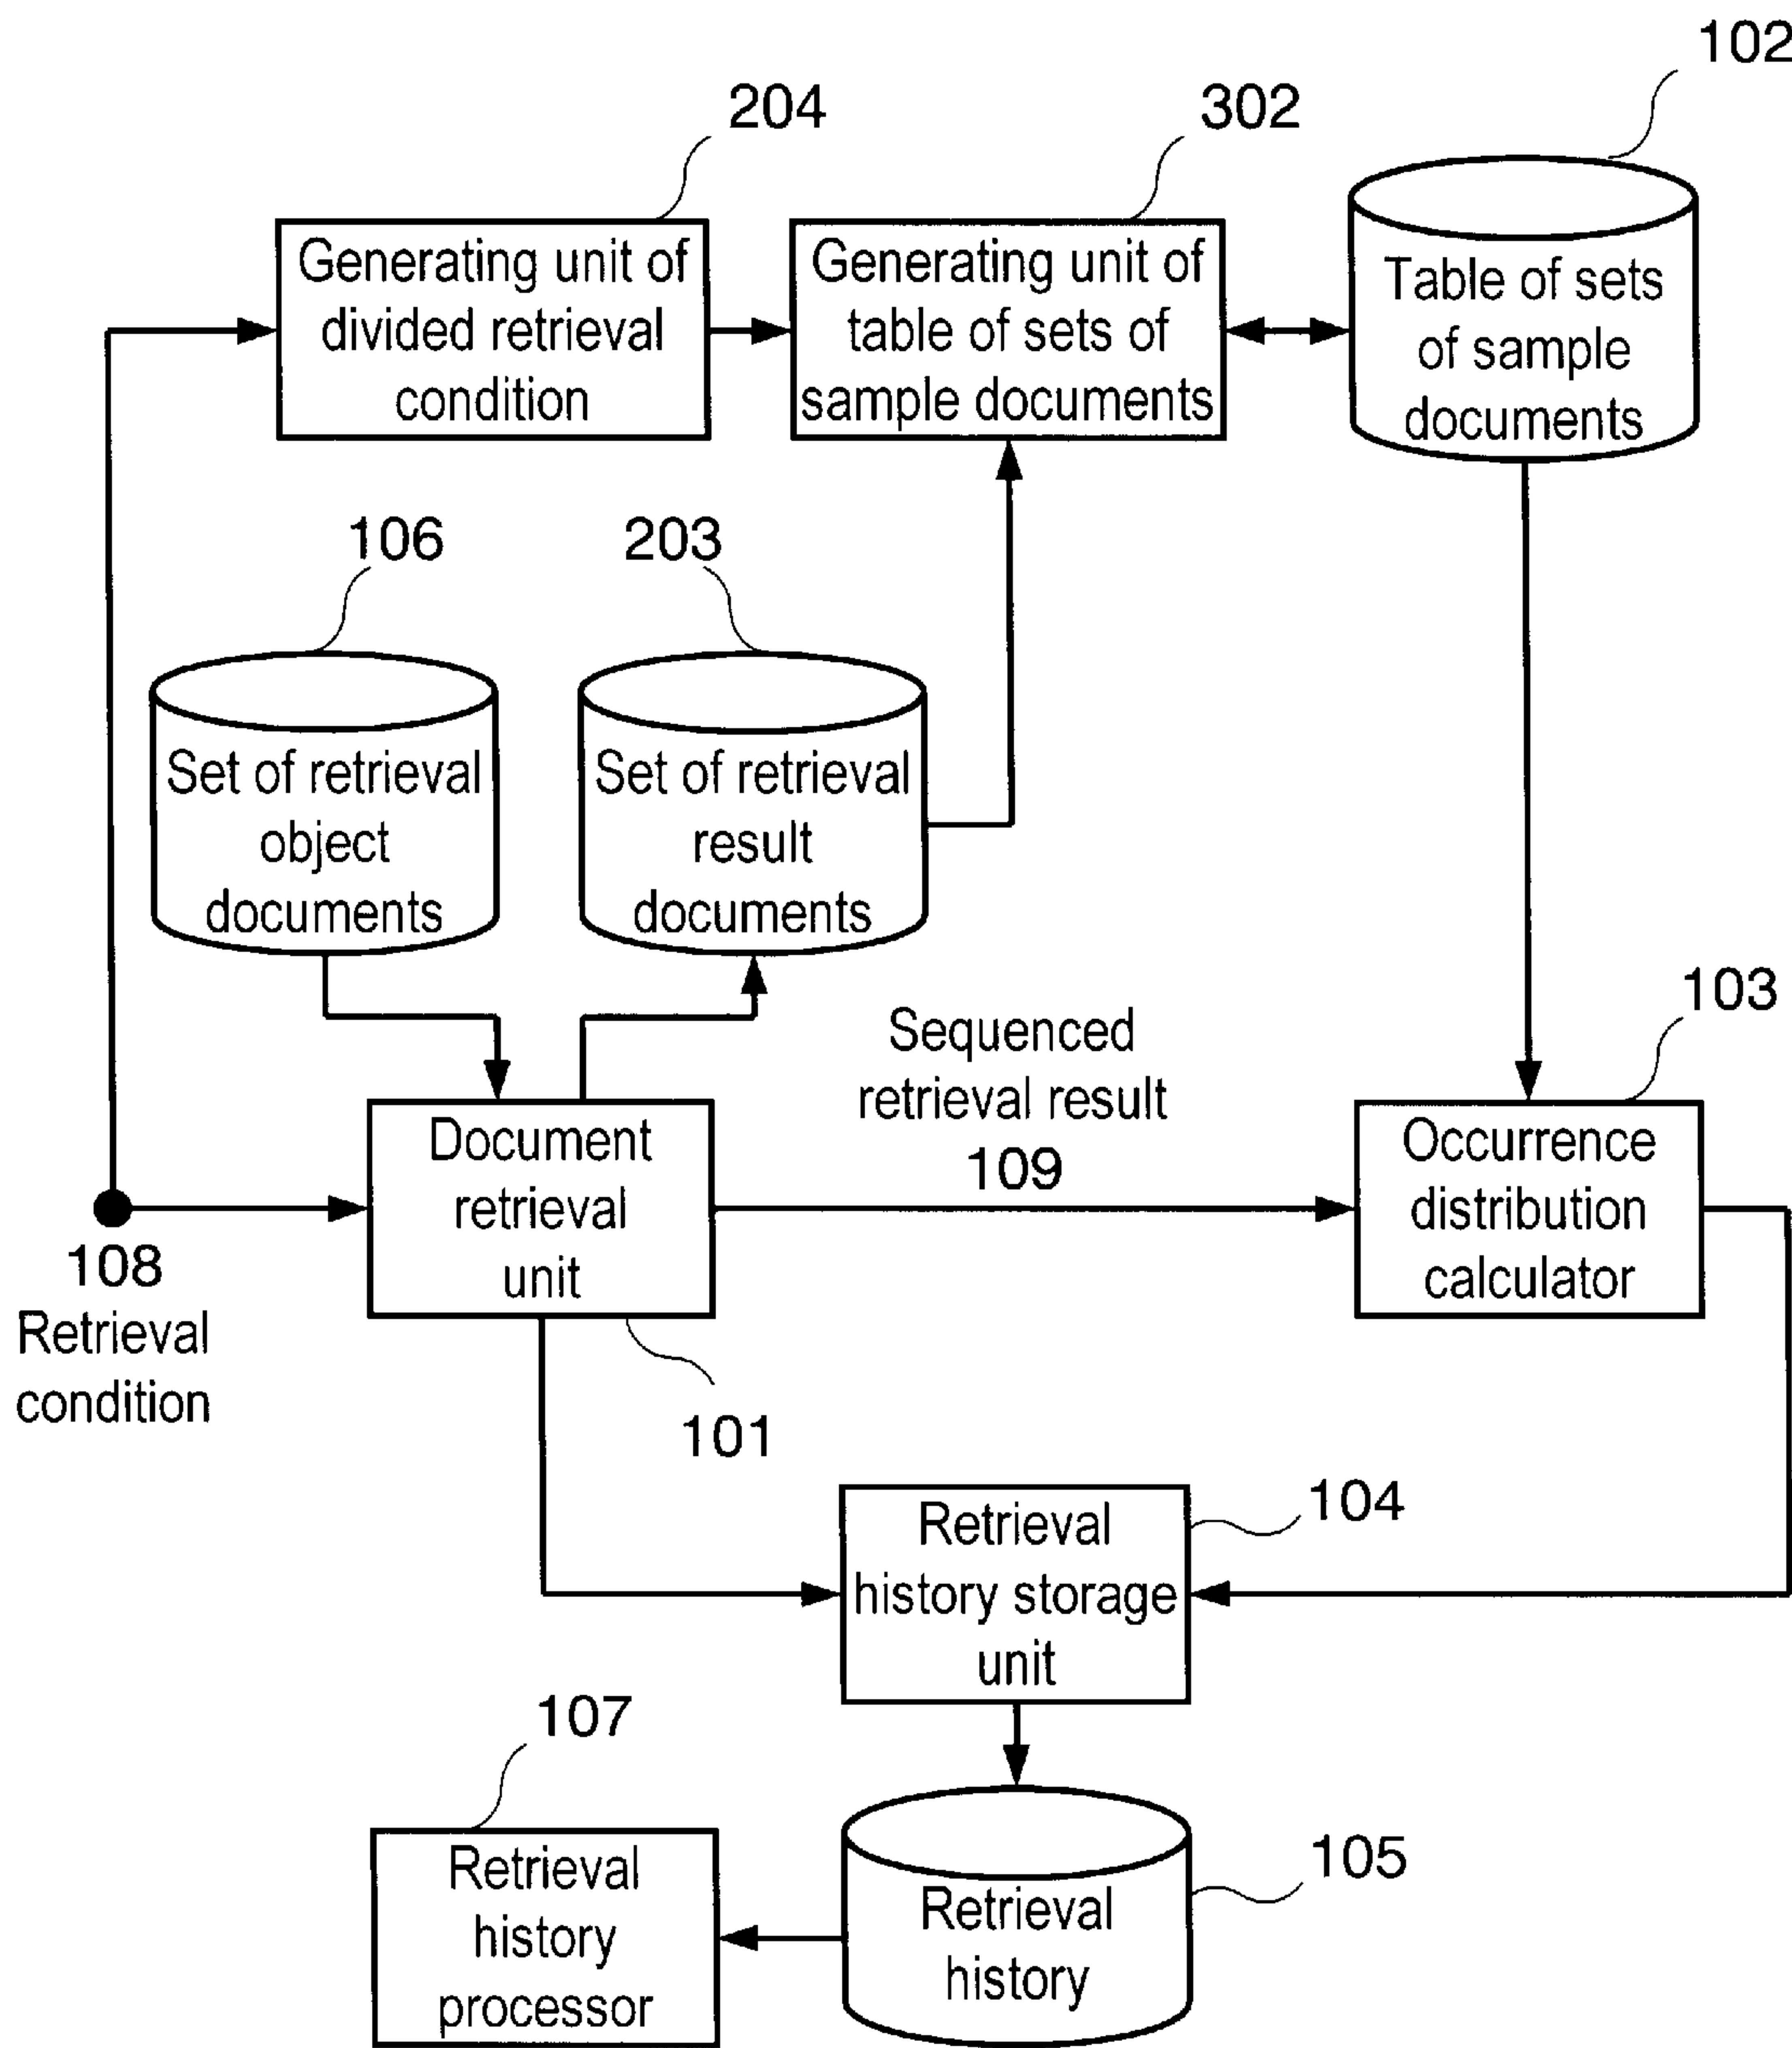 102
204
302
Generating unit of
divided retrieval
condition
Generating unit of
table of sets of
sample documents
Table of sets
of sample
documents
106
203
Set of retrieval
object
documents
Set of retrieval
result
documents
103
Sequenced
retrieval result
109
Document
retrieval
unit
Occurrence
distribution
calculator
108
Retrieval
condition
101
104
Retrieval
history storage
unit
107
105
Retrieval
history
processor
Retrieval
history